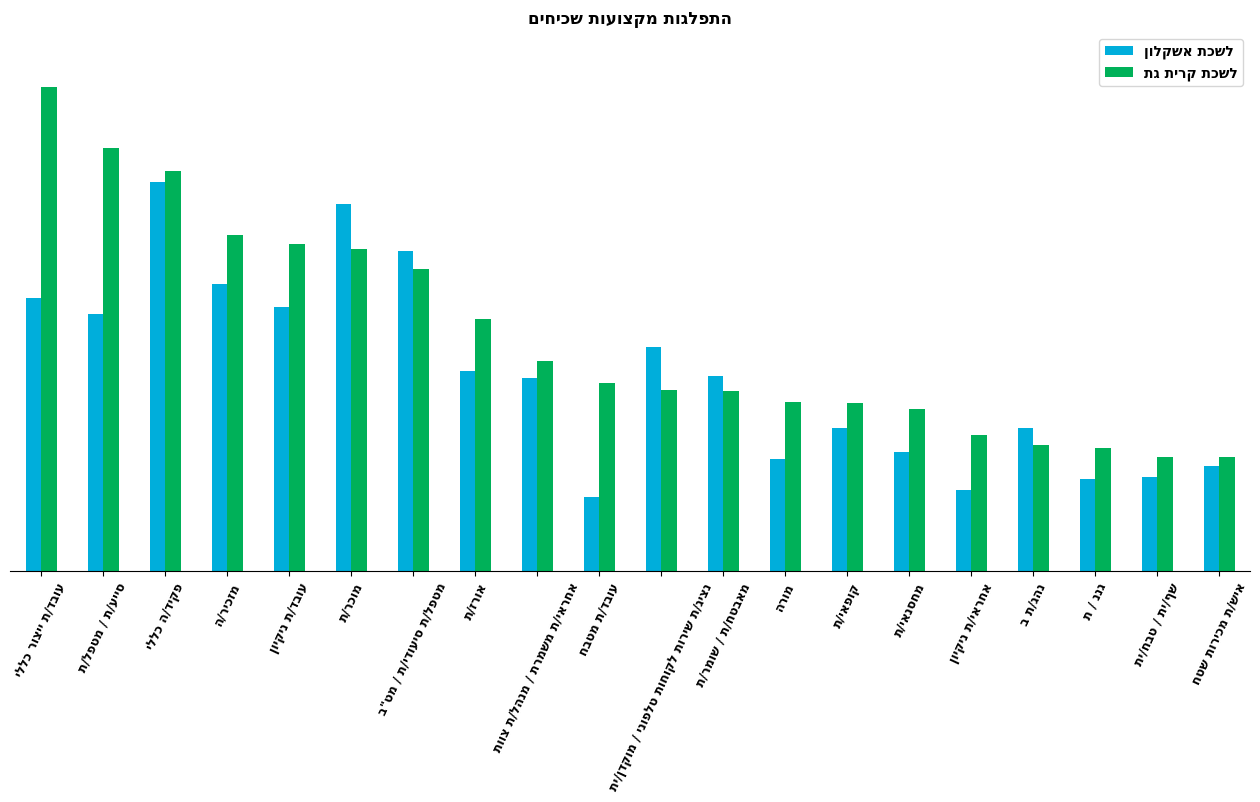 התפלגות מקצועות שכיחים
לשכת אשקלון
לשכת קרית גת
עובד/ת ייצור כללי
סייע/ת / מטפל/ת
פקיד/ה כללי
מזכיר/ה
עובד/ת ניקיון
מוכר/ת
מטפל/ת סיעודי/ת / מט"ב
אורז/ת
אחראי/ת משמרת / מנהל/ת צוות
עובד/ת מטבח
נציג/ת שירות לקוחות טלפוני / מוקדן/ית
מאבטח/ת / שומר/ת
מורה
קופאי/ת
מחסנאי/ת
אחראי/ת ניקיון
נהג/ת ב
גננ / ת
שף/ית / טבח/ית
איש/ת מכירות שטח